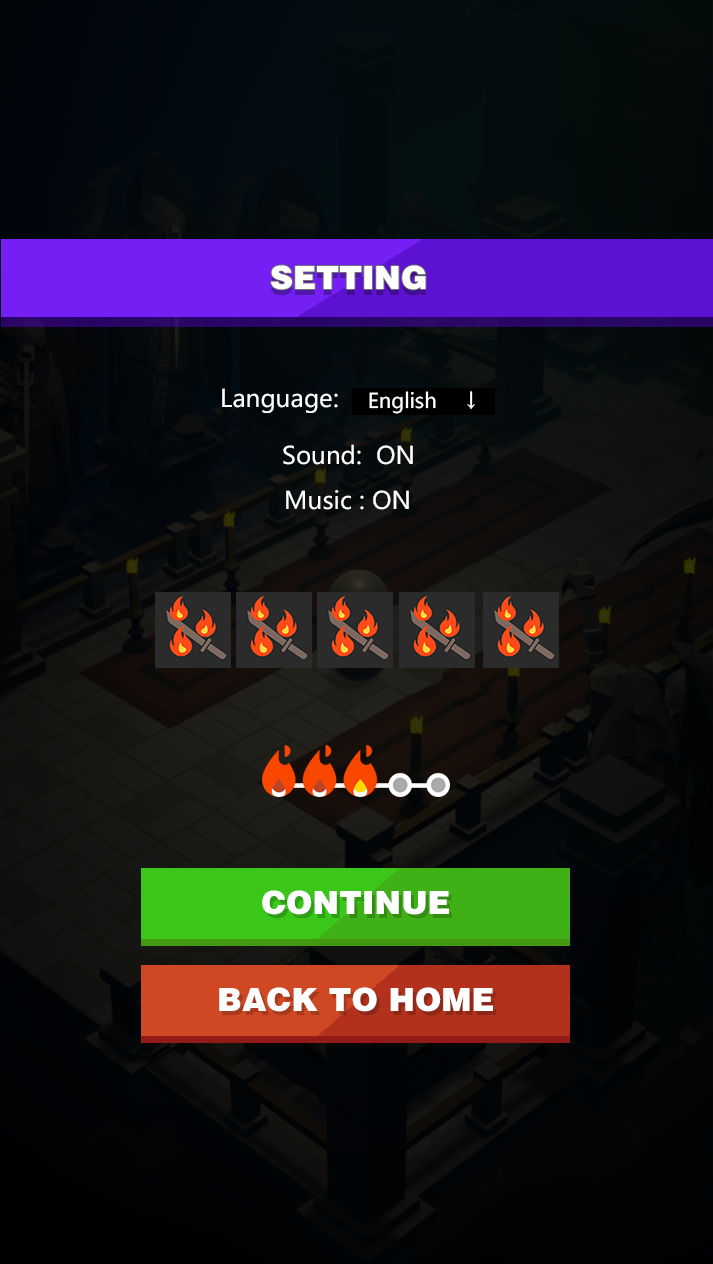 SETTING
Language: English ↓
Sound: ON
Music : ON
CONTINUE
BACK TO HOME